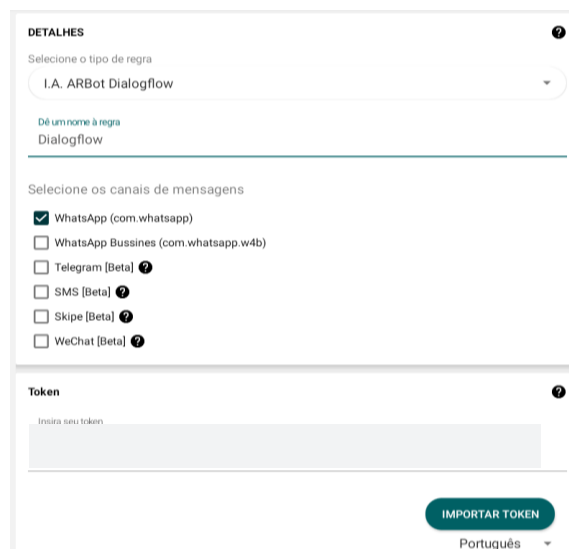 DETALHES
Selecione o tipo de regra
I.A. ARBot Dialogflow
Dê um nome à regra
Dialogflow
Selecione os canais de mensagens
WhatsApp (com.whatsapp)
WhatsApp Bussines (com.whatsapp.w4b)
Telegram [Beta]
SMS [Beta]
Skipe [Beta]
WeChat [Beta]
Token
Insira seu token
IMPORTAR TOKEN
Português